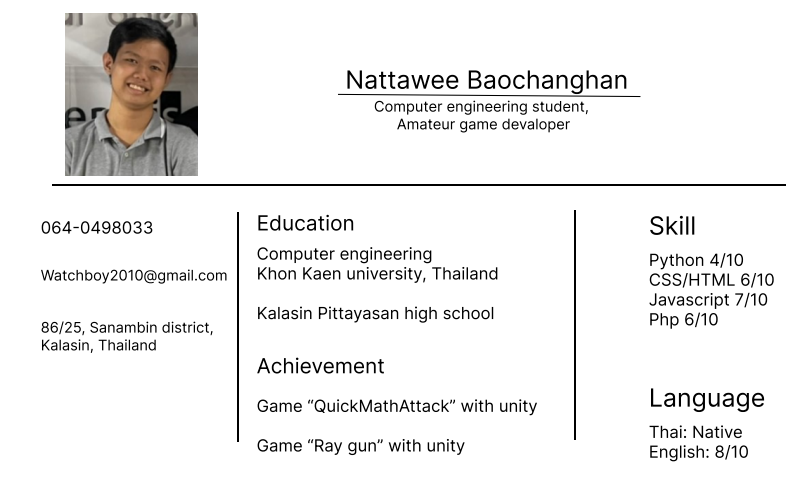 Nattawee Baochanghan
Computer engineering student,
Amateur game devaloper
064-0498033
Watchboy2010@gmail.com
86/25, Sanambin district,
Kalasin, Thailand
Education
Computer engineering
Khon Kaen university, Thailand
Kalasin Pittayasan high school
Achievement
Game “QuickMathAttack” with unity
Game “Ray gun” with unity
Skill
Python 4/10
CSS/HTML 6/10
Javascript 7/10
Php 6/10
Language
Thai: Native
English: 8/10